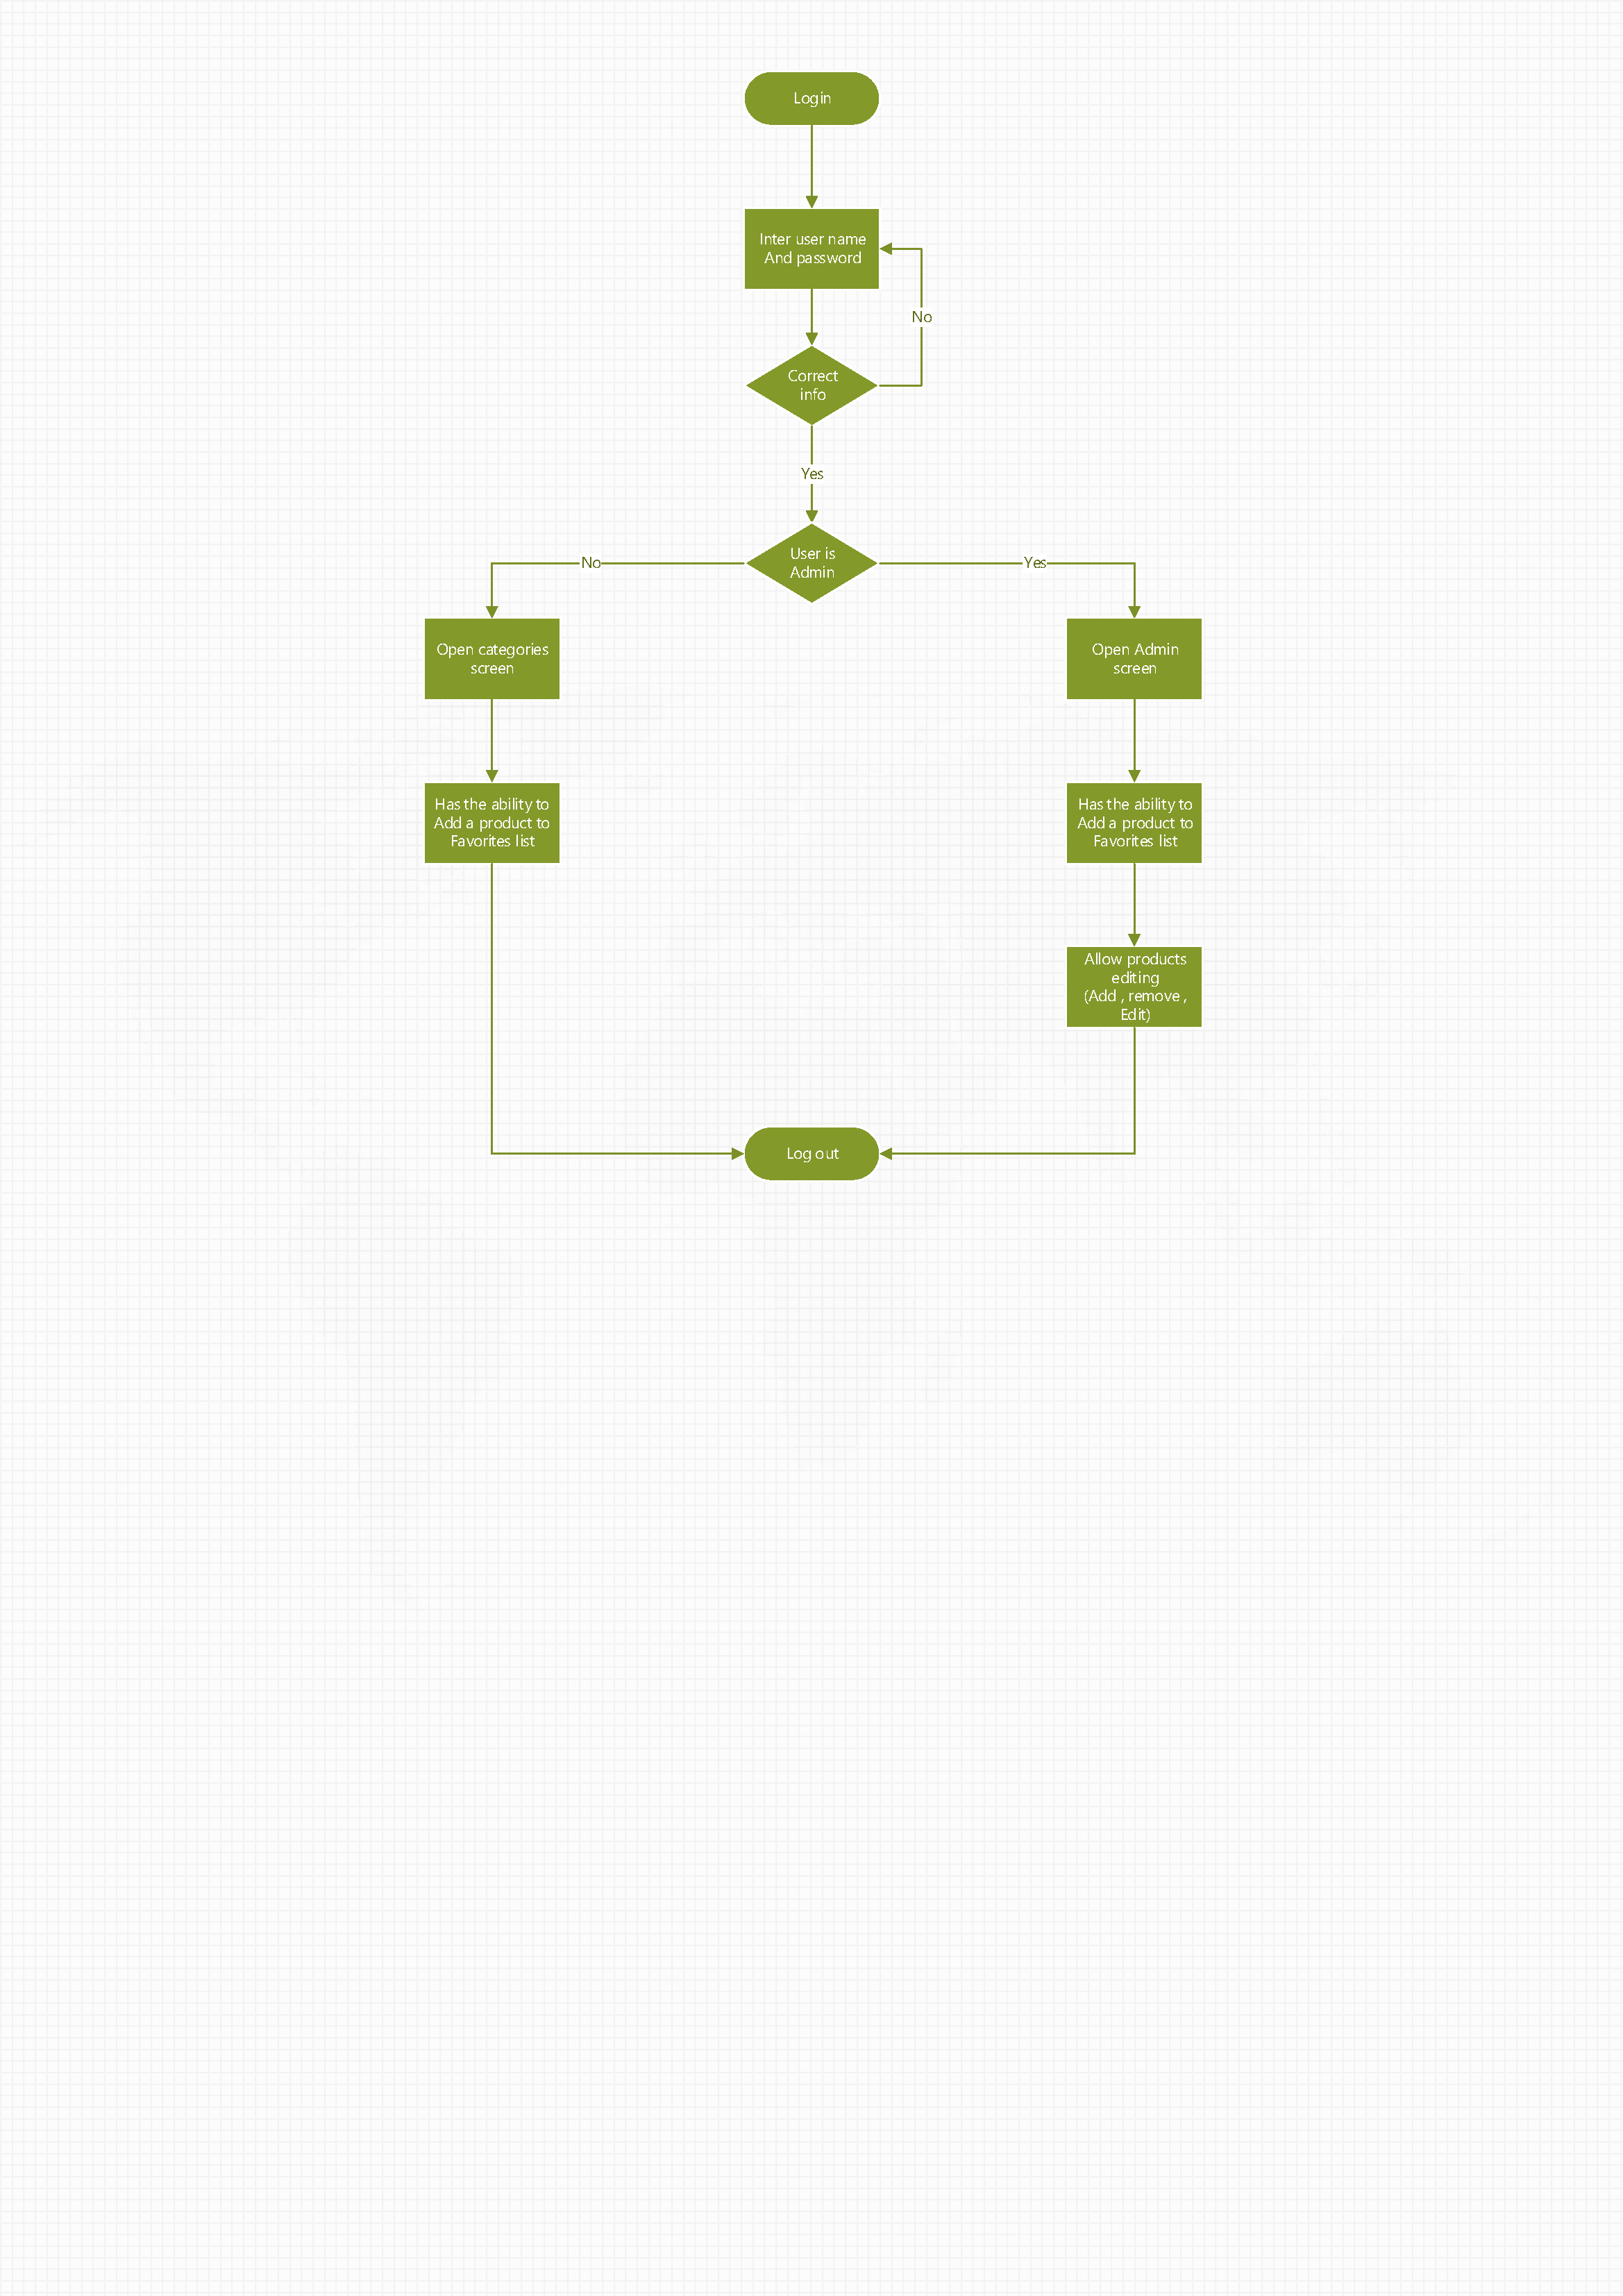 Login
Inter user name
And password
No
Correct
info
Yes
User is
Admin
No
Yes
Open categories
screen
Open Admin
screen
Has the ability to
Add a product to
Favorites list
Has the ability to
Add a product to
Favorites list
Allow products
editing
(Add , remove ,
Edit)
Log out